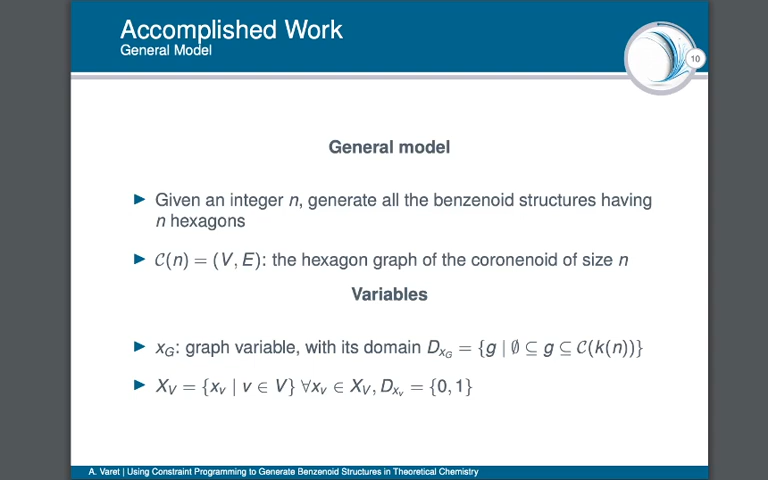 Accomplished Work
General Model
10
General model
► Given an integer n, generate all the benzenoid structures having
n hexagons
► 𝒞(n) = (V, E): the hexagon graph of the coronenoid of size n
Variables
► x_G: graph variable, with its domain D_{x_G} = {g | ∅ ⊆ g ⊆ 𝒞(k(n))}
► X_V = {x_v | v ∈ V} ∀x_v ∈ X_V, D_{x_v} = {0, 1}
A. Varet | Using Constraint Programming to Generate Benzenoid Structures in Theoretical Chemistry